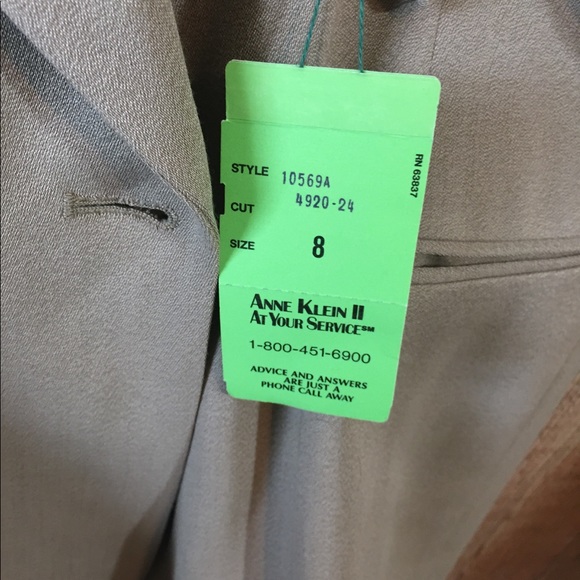 RN 63837
STYLE 10569A
CUT 4920-24
SIZE 8
ANNE KLEIN II
AT YOUR SERVICE℠
1-800-451-6900
ADVICE AND ANSWERS
ARE JUST A
PHONE CALL AWAY